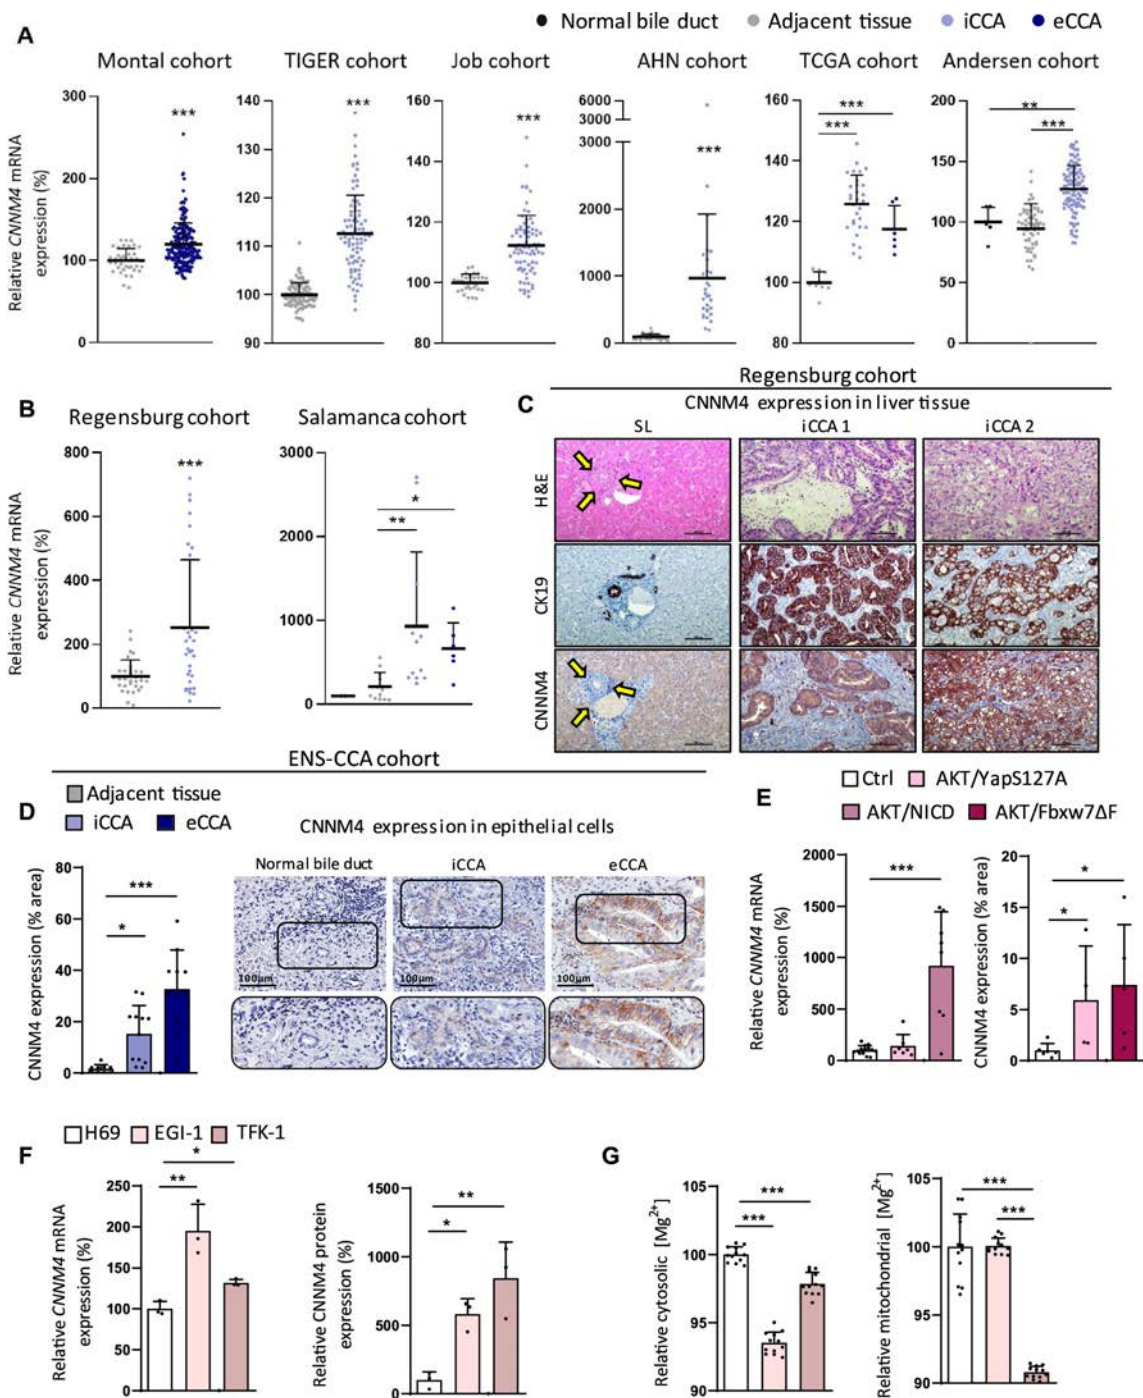 Normal bile duct Adjacent tissue iCCA eCCA
A
Montal cohort TIGER cohort Job cohort AHN cohort TCGA cohort Andersen cohort
Relative CNNM4 mRNA
expression (%)
300
200
100
0
***
140
130
120
110
100
90
***
160
140
120
100
80
***
6000
3000
3000
2000
1000
0
***
160
140
120
100
80
***
***
200
150
100
50
0
**
***
B
Regensburg cohort Salamanca cohort
Relative CNNM4 mRNA
expression (%)
800
600
400
200
0
***
3000
2000
1000
0
*
**
Regensburg cohort
C
CNNM4 expression in liver tissue
SL iCCA 1 iCCA 2
H&E
CK19
CNNM4
ENS-CCA cohort
D
Adjacent tissue
iCCA eCCA
CNNM4 expression in epithelial cells
Normal bile duct iCCA eCCA
CNNM4 expression (% area)
80
60
40
20
0
***
*
100μm 100μm 100μm
E
Ctrl AKT/YapS127A
AKT/NICD AKT/Fbxw7ΔF
Relative CNNM4 mRNA
expression (%)
2000
1500
1000
500
0
***
CNNM4 expression (% area)
20
15
10
5
0
*
*
F
H69 EGI-1 TFK-1
Relative CNNM4 mRNA
expression (%)
250
200
150
100
50
0
*
**
Relative CNNM4 protein
expression (%)
1500
1000
500
0
**
*
G
Relative cytosolic [Mg2+]
105
100
95
90
***
***
Relative mitochondrial [Mg2+]
105
100
95
90
***
***